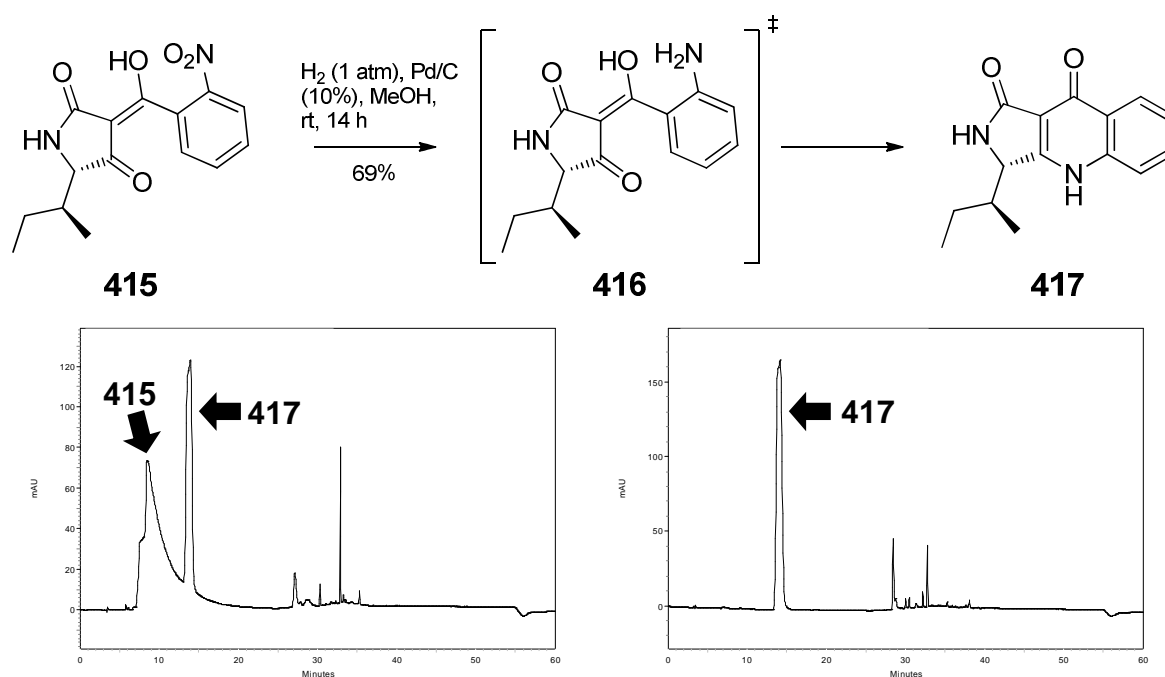 HO
O₂N
O
HN
O
H₂ (1 atm), Pd/C
(10%), MeOH,
rt, 14 h
69%
HO
H₂N
O
HN
O
‡
O
O
HN
N
H
415
416
417
415
417
120
100
80
60
40
20
0
mAU
0
10
20
30
40
50
60
Minutes
417
150
100
50
0
mAU
0
10
20
30
40
50
60
Minutes